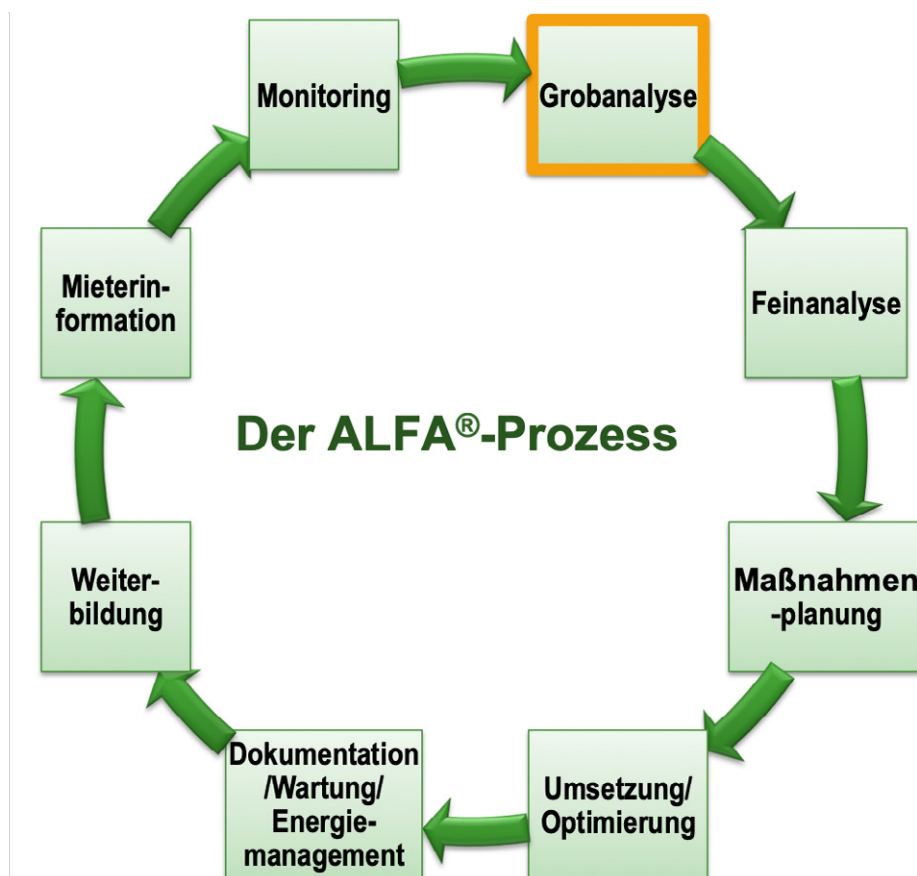 Monitoring
Grobanalyse
Feinanalyse
Maßnahmen
-planung
Umsetzung/
Optimierung
Dokumentation
/Wartung/
Energie-
management
Weiter-
bildung
Mieterin-
formation
Der ALFA®-Prozess